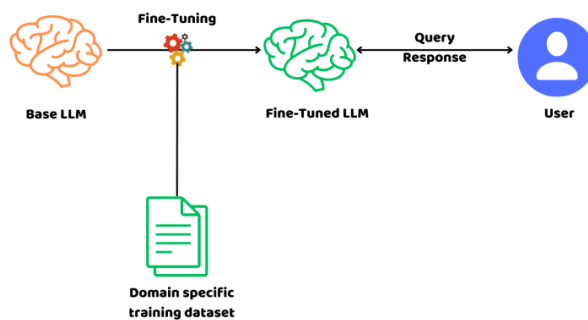 Fine-Tuning
Query
Response
Base LLM
Fine-Tuned LLM
User
Domain specific
training dataset